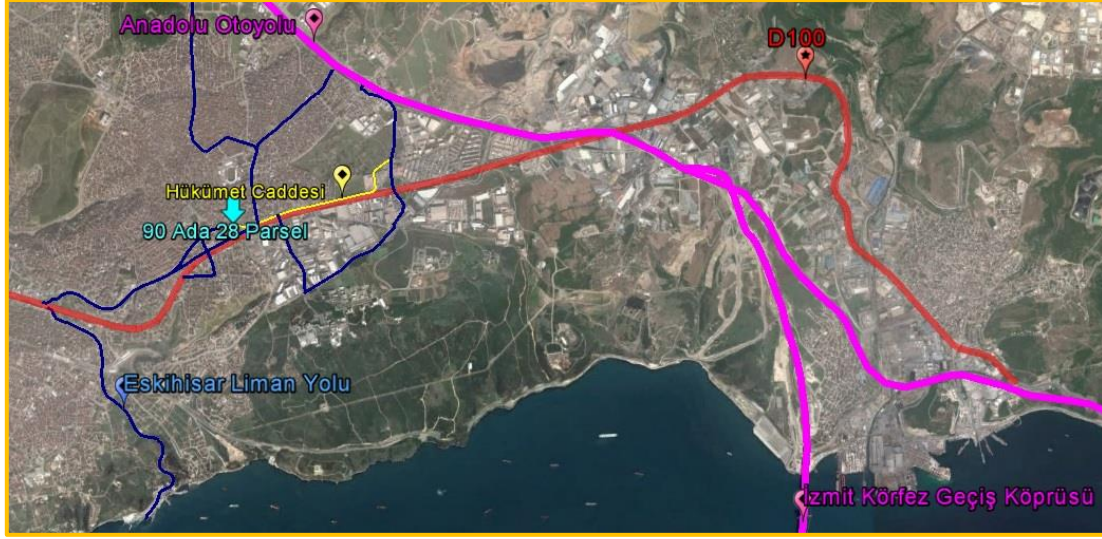 Anadolu Otoyolu
D100
Hükümet Caddesi
90 Ada 28 Parsel
Eskihisar Liman Yolu
İzmit Körfez Geçiş Köprüsü